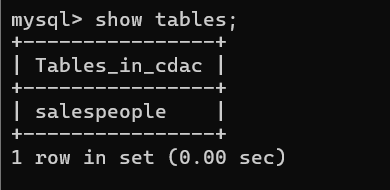 mysql> show tables;
+----------------+
| Tables_in_cdac |
+----------------+
| salespeople    |
+----------------+
1 row in set (0.00 sec)